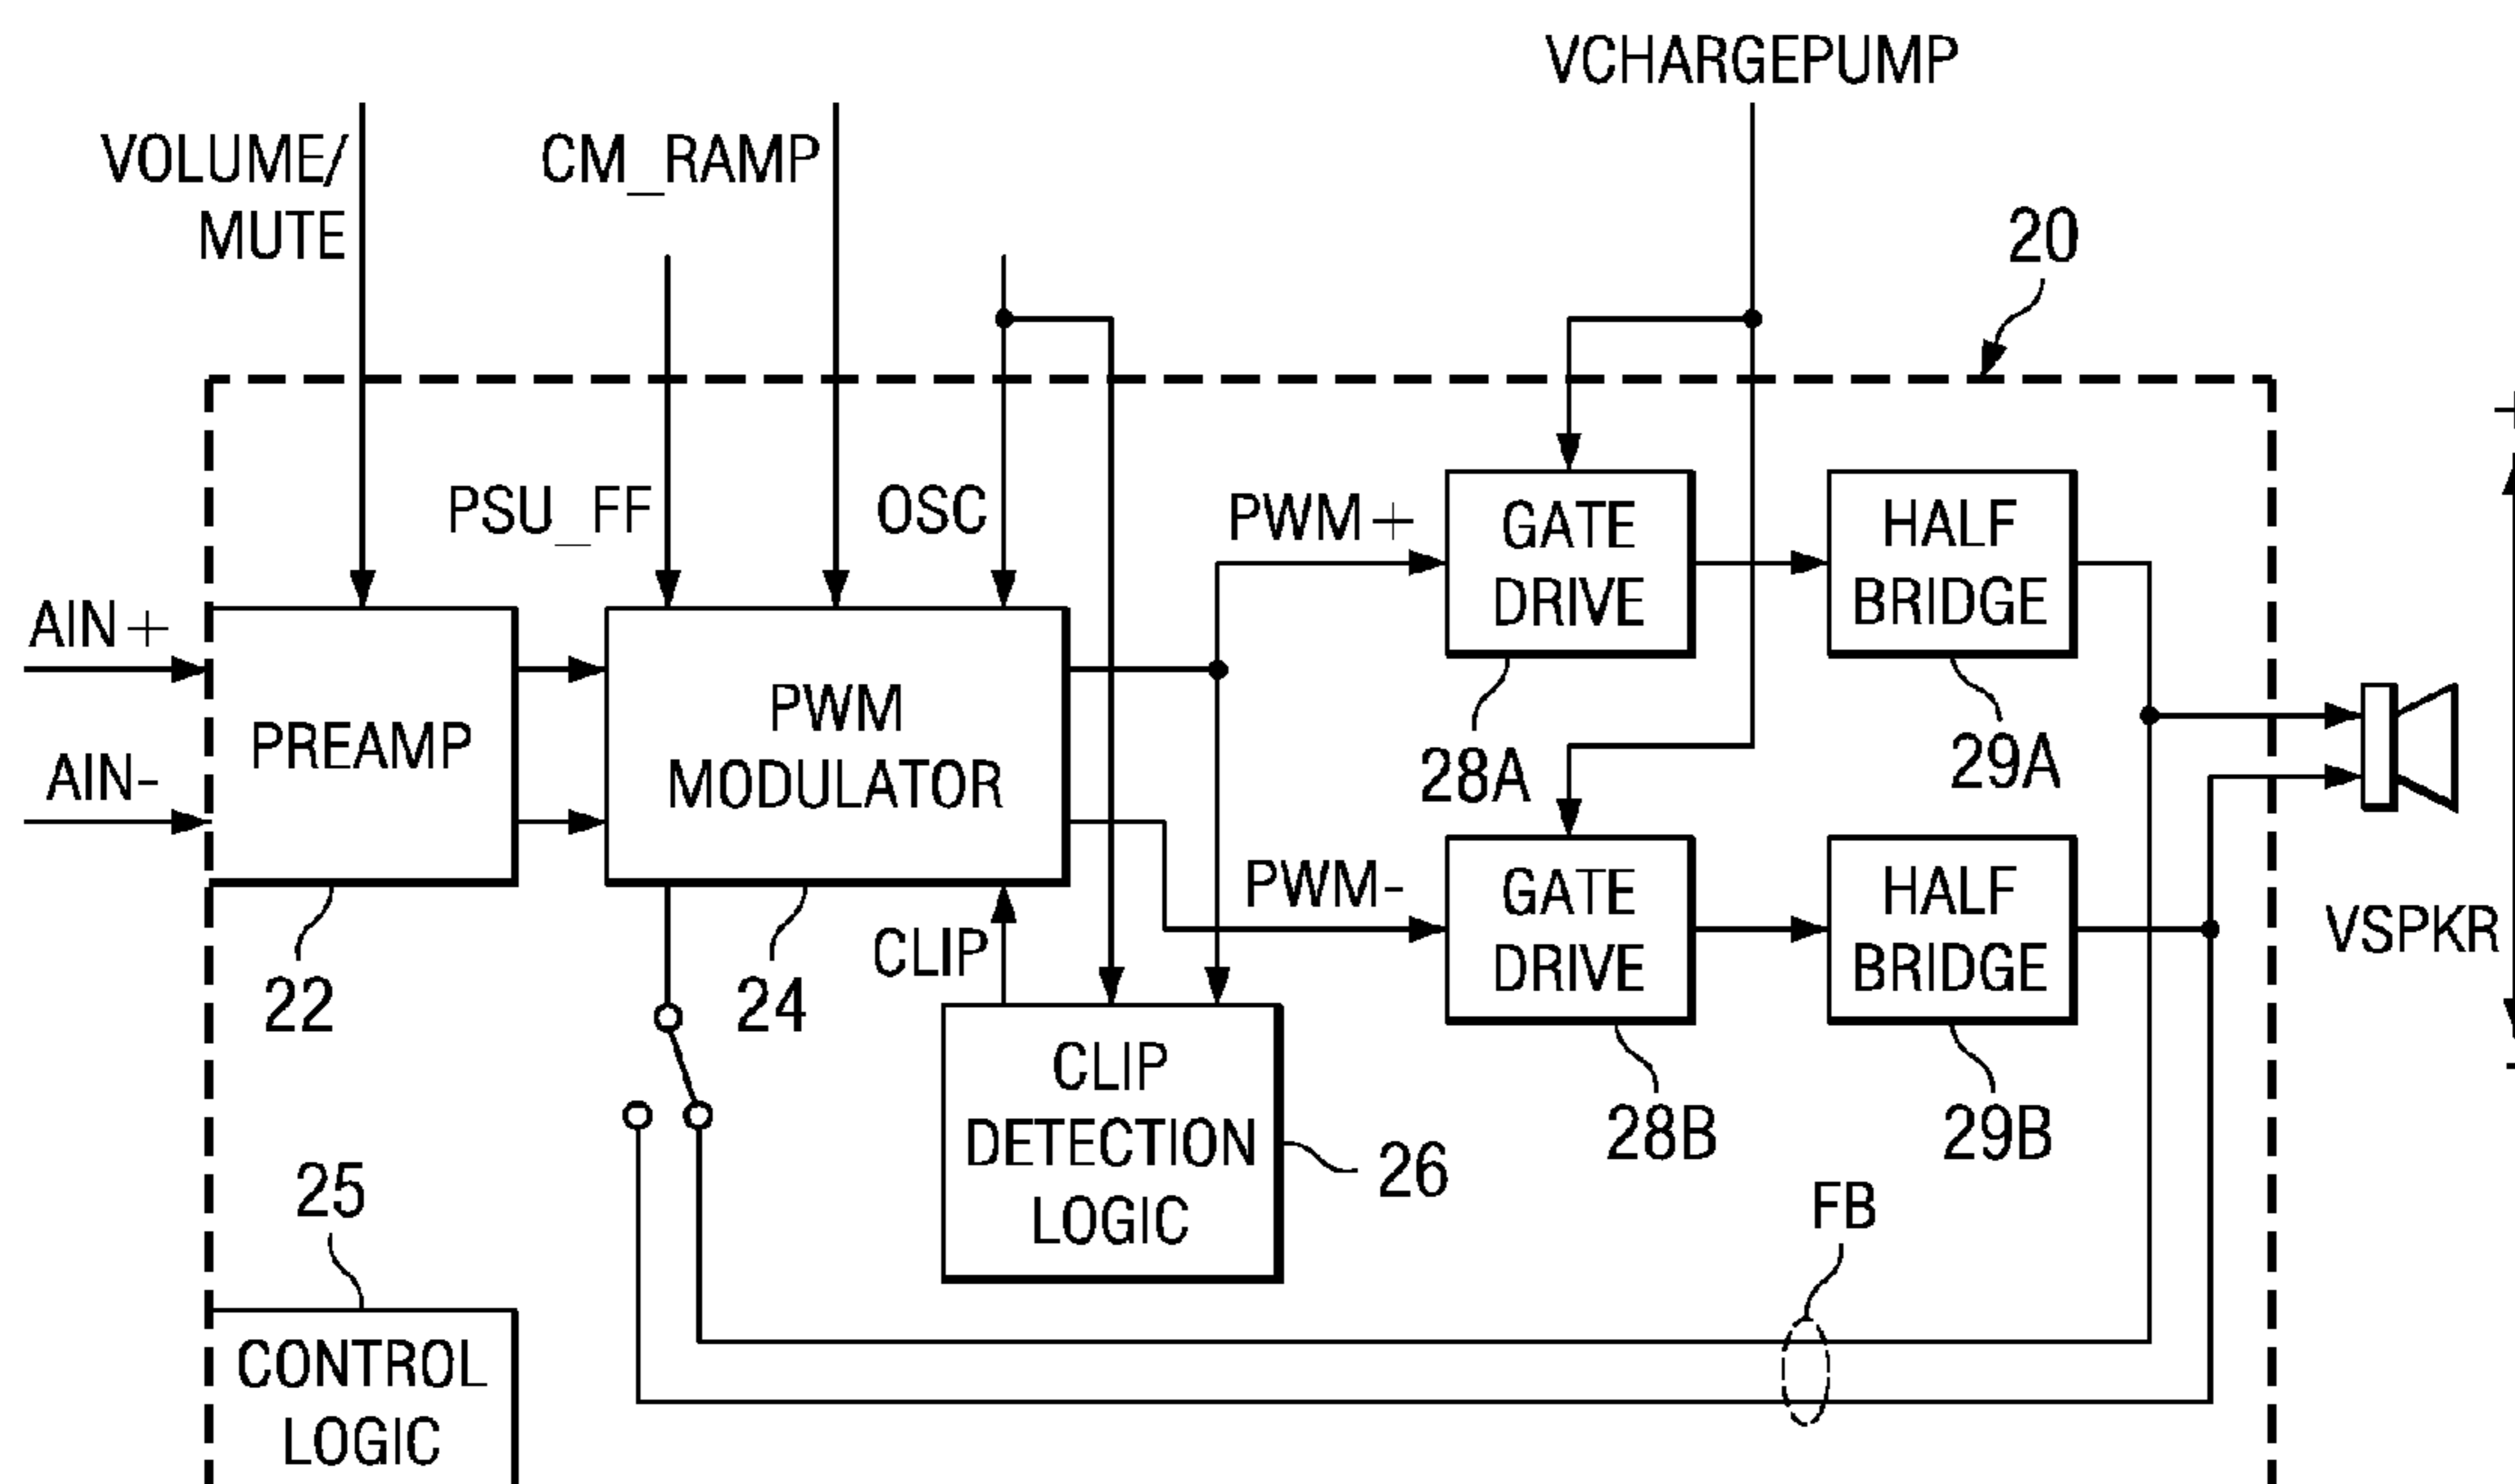 VCHARGEPUMP
VOLUME/
MUTE
CM_RAMP
20
PSU_FF
OSC
PWM+
GATE
DRIVE
HALF
BRIDGE
AIN+
AIN-
PREAMP
PWM
MODULATOR
28A
29A
PWM-
GATE
DRIVE
HALF
BRIDGE
VSPKR
+
-
CLIP
22
24
CLIP
DETECTION
LOGIC
26
28B
29B
25
FB
CONTROL
LOGIC